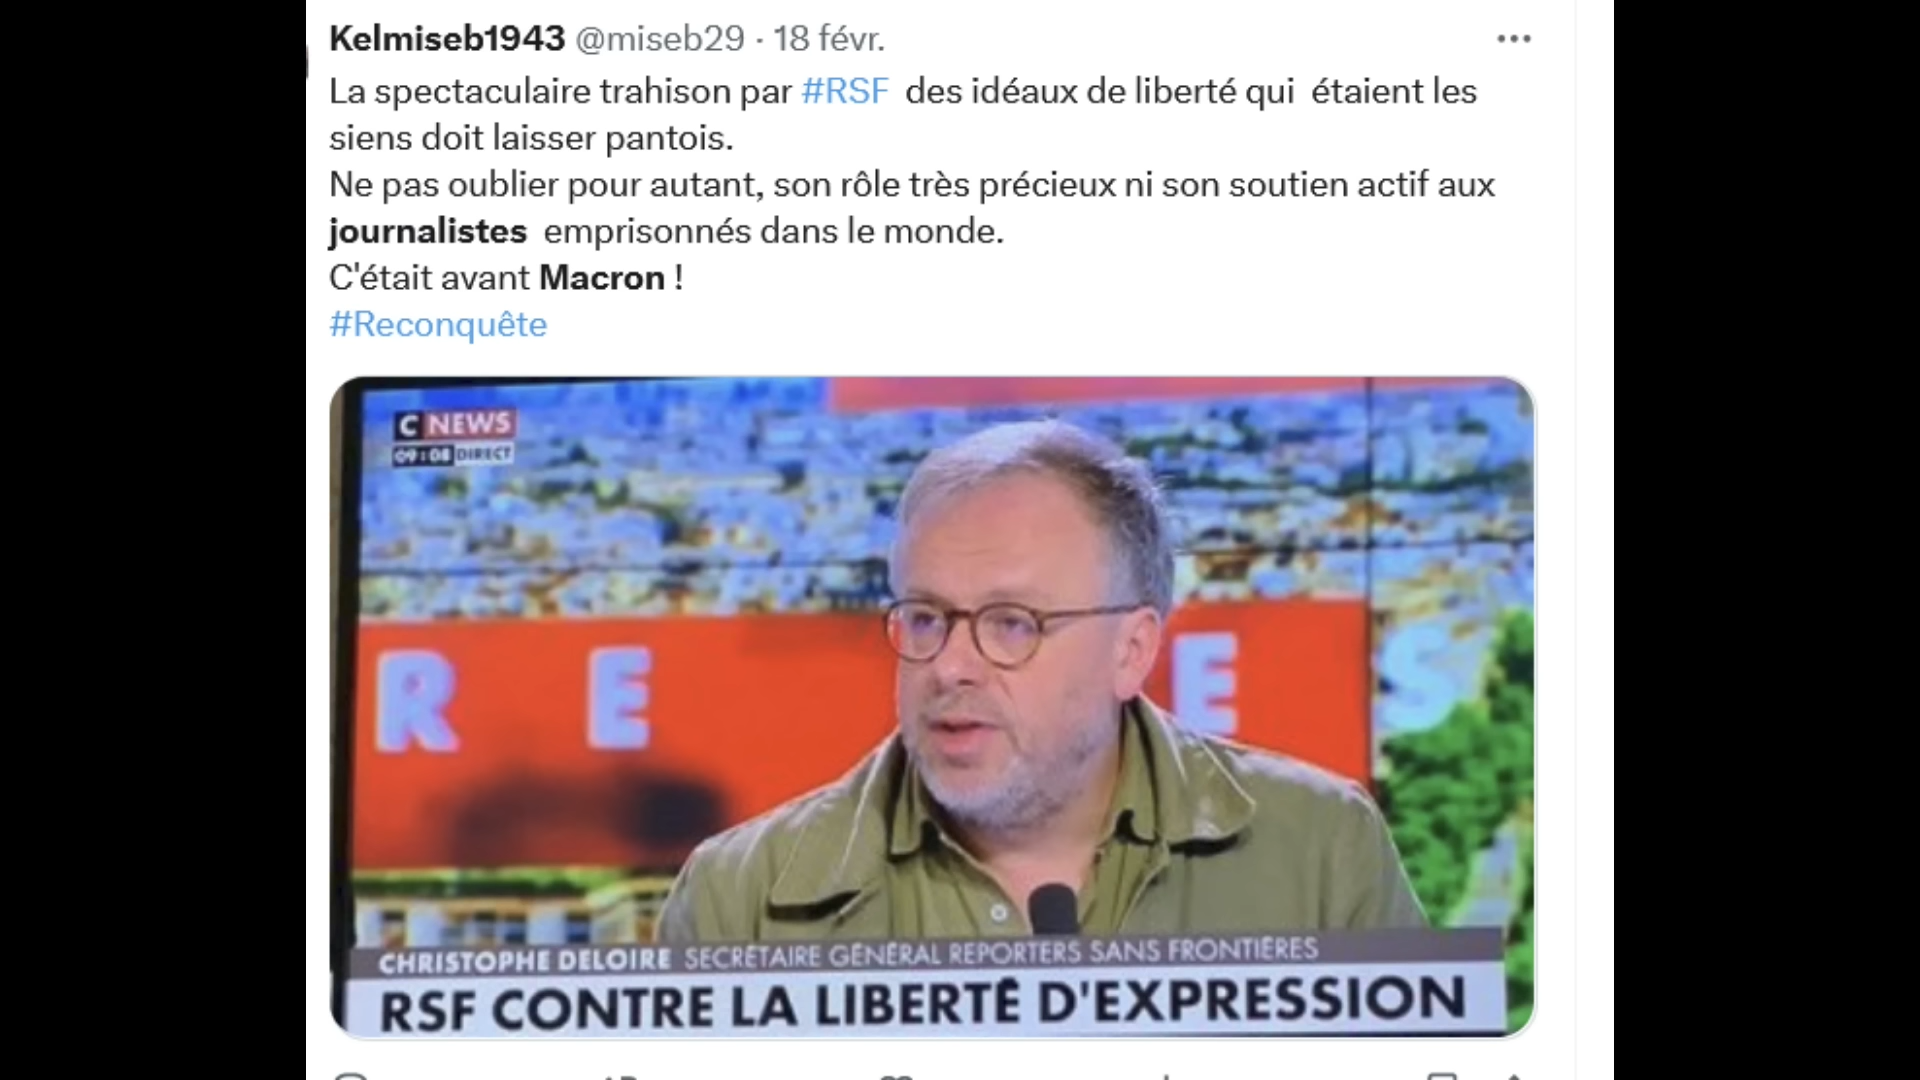 Kelmiseb1943 @miseb29 · 18 févr.
La spectaculaire trahison par #RSF des idéaux de liberté qui étaient les
siens doit laisser pantois.
Ne pas oublier pour autant, son rôle très précieux ni son soutien actif aux
journalistes emprisonnés dans le monde.
C'était avant Macron !
#Reconquête
C NEWS
09:08 DIRECT
R E E S
CHRISTOPHE DELOIRE SECRÉTAIRE GÉNÉRAL REPORTERS SANS FRONTIÈRES
RSF CONTRE LA LIBERTÉ D'EXPRESSION